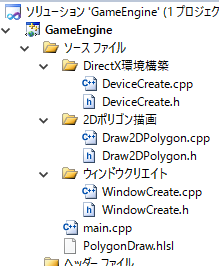 ソリューション 'GameEngine' (1 プロジェク
GameEngine
ソース ファイル
DirectX環境構築
DeviceCreate.cpp
DeviceCreate.h
2Dポリゴン描画
Draw2DPolygon.cpp
Draw2DPolygon.h
ウィンドウクリエイト
WindowCreate.cpp
WindowCreate.h
main.cpp
PolygonDraw.hlsl
ヘッダー ファイル